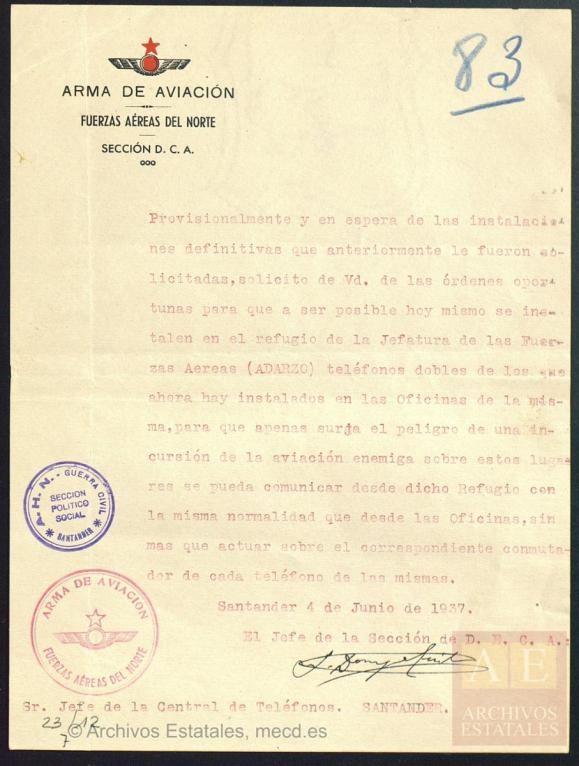 83
ARMA DE AVIACIÓN
FUERZAS AÉREAS DEL NORTE
SECCIÓN D. C. A.
Provisionalmente y en espera de las instalacio-
nes definitivas que anteriormente le fueron so-
licitadas,solicito de Vd. de las órdenes opor-
tunas para que a ser posible hoy mismo se ins-
talen en el refugio de la Jefatura de las Fuer-
zas Aereas (ADARZO) teléfonos dobles de los que
ahora hay instalados en las Oficinas de la mis-
ma,para que apenas surja el peligro de una in-
cursión de la aviación enemiga sobre estos luga-
res se pueda comunicar desde dicho Refugio con
la misma normalidad que desde las Oficinas,sin
mas que actuar sobre el correspondiente conmuta-
dor de cada teléfono de las mismas.
Santander 4 de Junio de 1937.
El Jefe de la Sección de D. E. C. A.:
A.H.N. - GUERRA CIVIL
SECCION
POLITICO
SOCIAL
SANTANDER
ARMA DE AVIACIÓN
FUERZAS AÉREAS DEL NORTE
Sr. Jefe de la Central de Teléfonos. SANTANDER.
23/12
7
© Archivos Estatales, mecd.es
AE
ARCHIVOS
ESTATALES